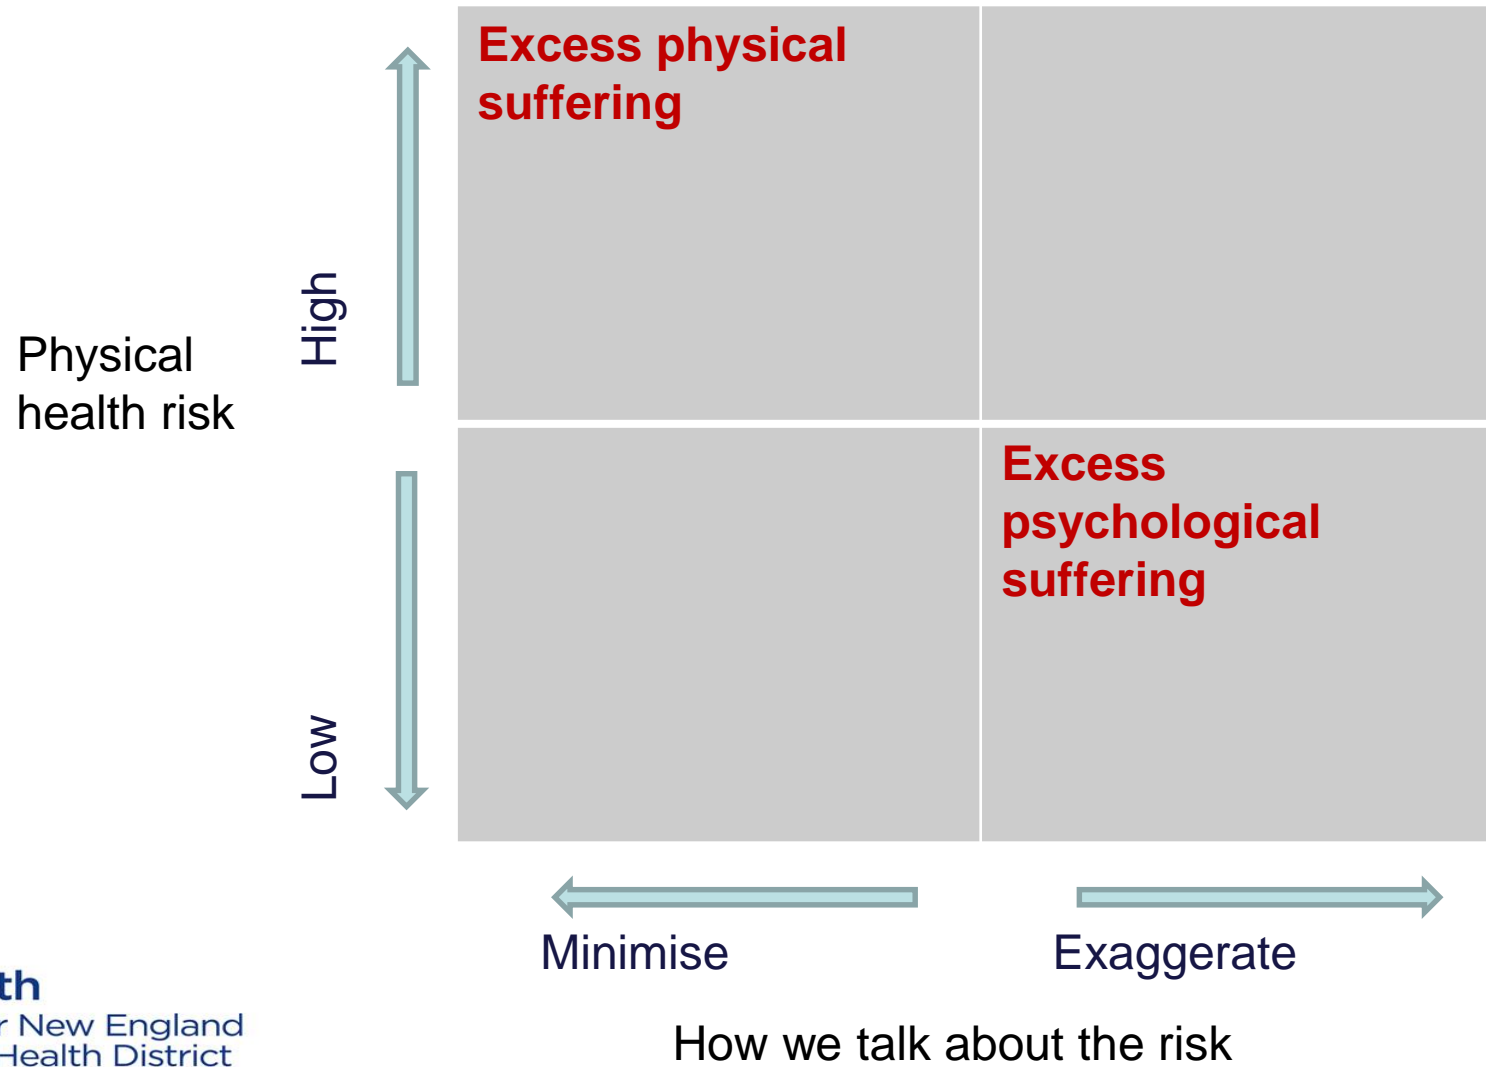 Excess physical
suffering
High
Physical
health risk
Excess
psychological
suffering
Low
Minimise
Exaggerate
How we talk about the risk
th
r New England
Health District